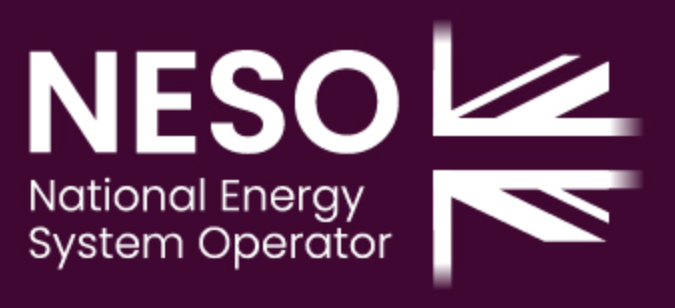 NESO
National Energy
System Operator